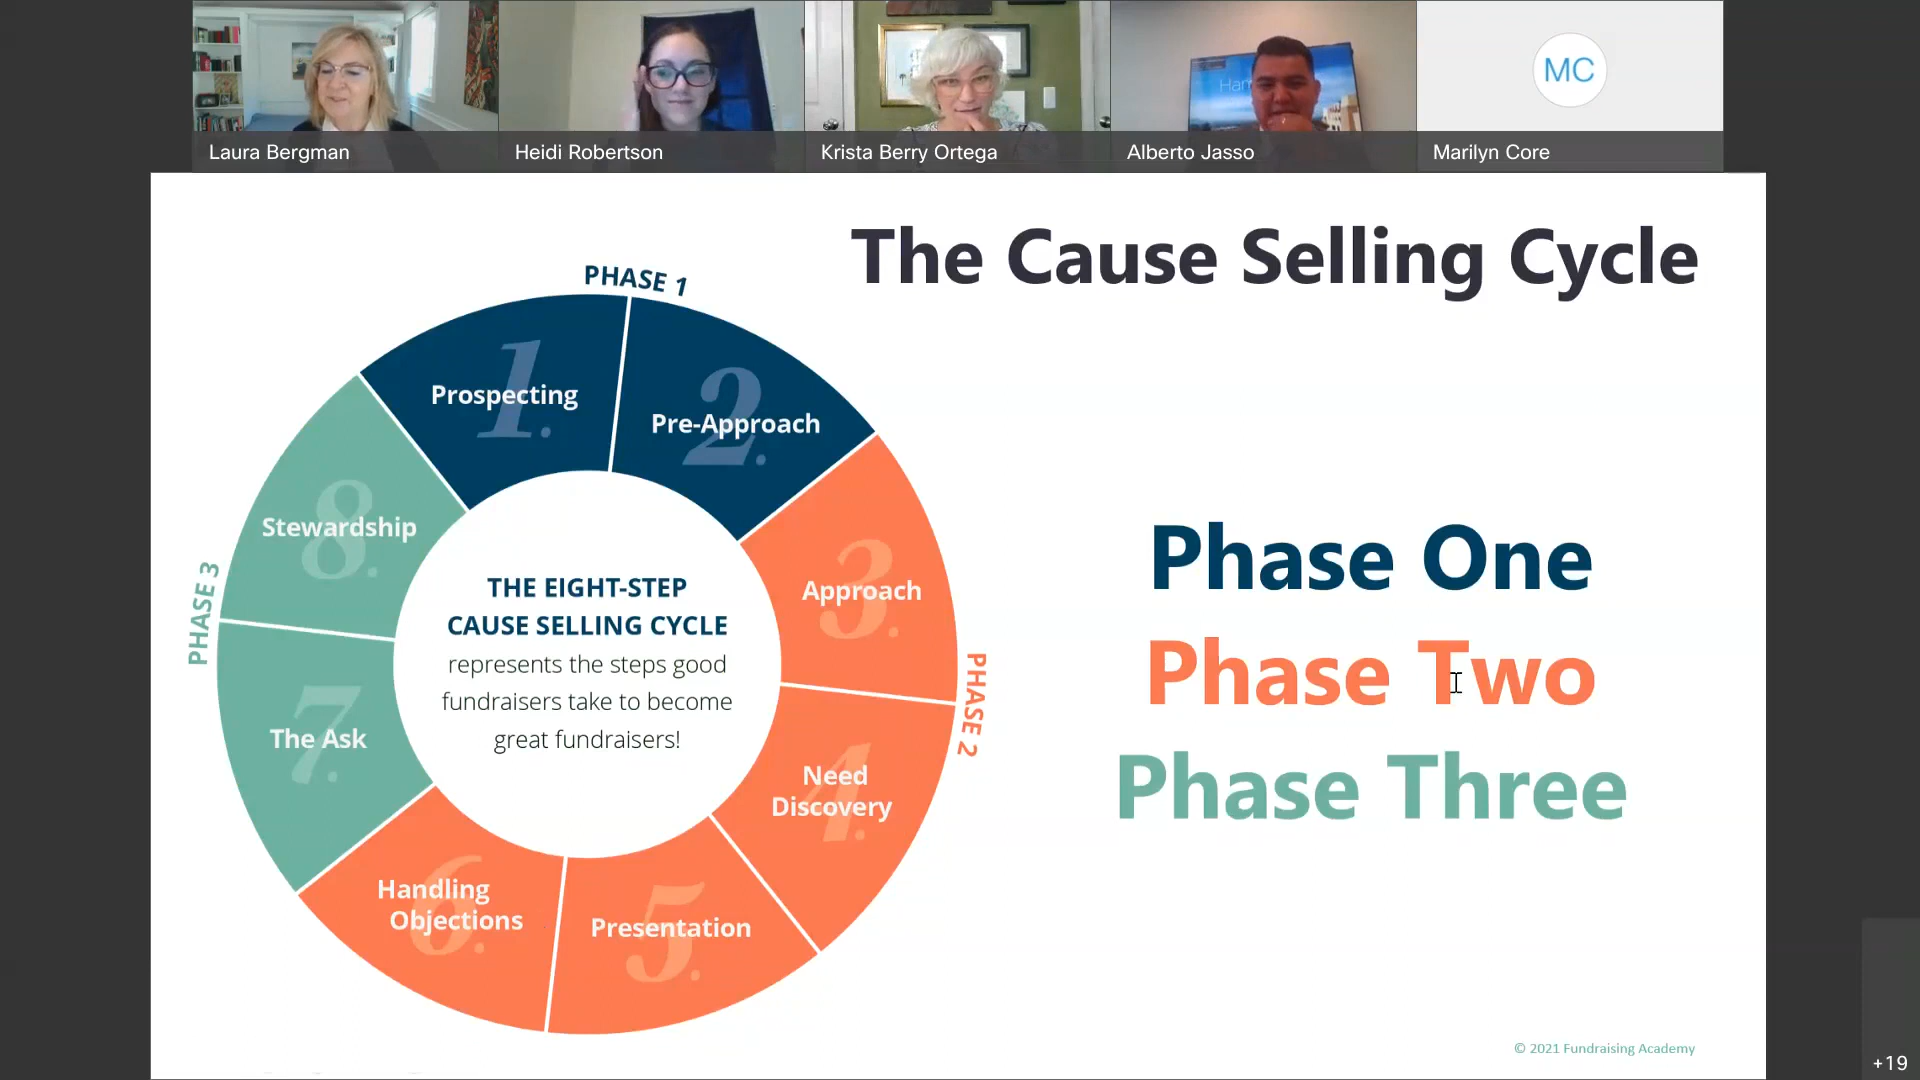 Laura Bergman
Heidi Robertson
Krista Berry Ortega
Alberto Jasso
MC
Marilyn Core
The Cause Selling Cycle
PHASE 1
1.
Prospecting
2.
Pre-Approach
3.
Approach
PHASE 2
4.
Need
Discovery
5.
Presentation
6.
Handling
Objections
PHASE 3
7.
The Ask
8.
Stewardship
THE EIGHT-STEP
CAUSE SELLING CYCLE
represents the steps good
fundraisers take to become
great fundraisers!
Phase One
Phase Two
Phase Three
© 2021 Fundraising Academy
+19